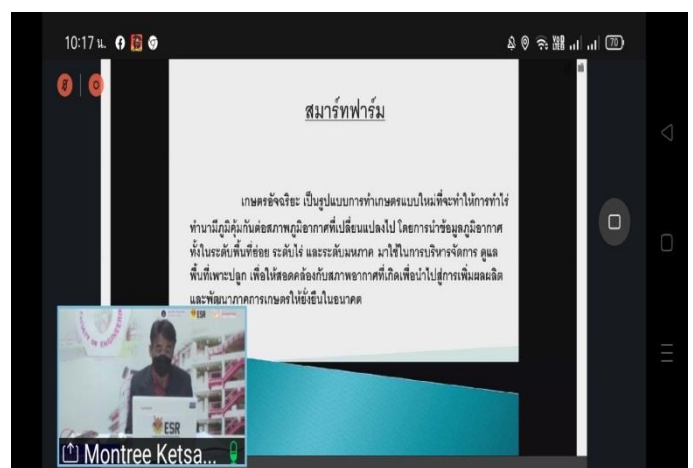 10:17 น.
70
สมาร์ทฟาร์ม
เกษตรอัจฉริยะ เป็นรูปแบบการทำเกษตรแบบใหม่ที่จะทำให้การทำไร่
ทำนามีภูมิคุ้มกันต่อสภาพภูมิอากาศที่เปลี่ยนแปลงไป โดยการนำข้อมูลภูมิอากาศ
ทั้งในระดับพื้นที่ย่อย ระดับไร่ และระดับมหภาค มาใช้ในการบริหารจัดการ ดูแล
พื้นที่เพาะปลูก เพื่อให้สอดคล้องกับสภาพอากาศที่เกิดเพื่อนำไปสู่การเพิ่มผลผลิต
และพัฒนาภาคการเกษตรให้ยั่งยืนในอนาคต
ESR
ESR
Montree Ketsa...